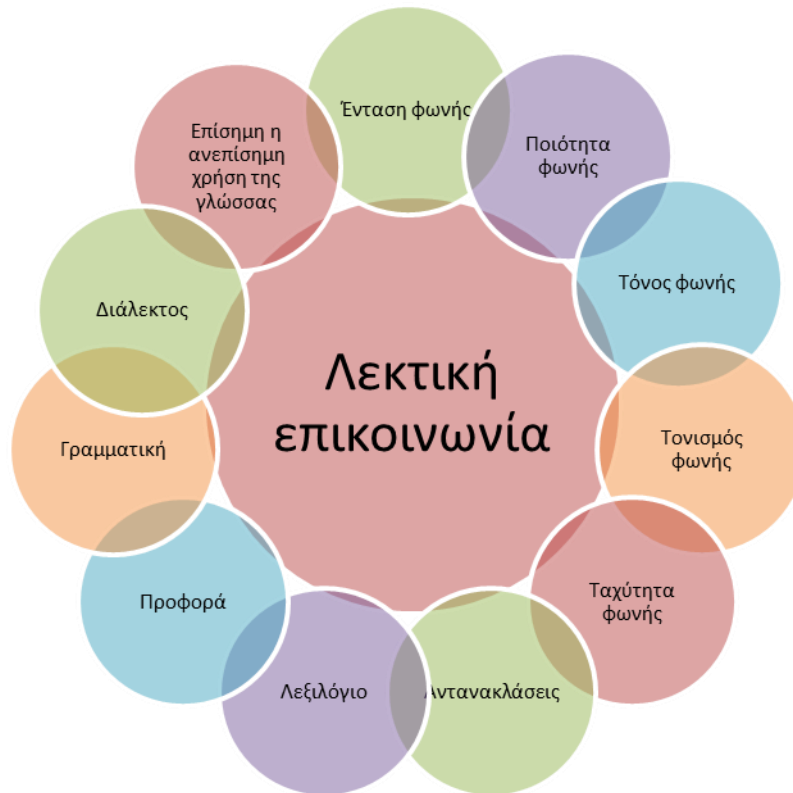 Λεκτική
επικοινωνία
Ένταση φωνής
Ποιότητα
φωνής
Τόνος φωνής
Τονισμός
φωνής
Ταχύτητα
φωνής
Αντανακλάσεις
Λεξιλόγιο
Προφορά
Γραμματική
Διάλεκτος
Επίσημη η
ανεπίσημη
χρήση της
γλώσσας